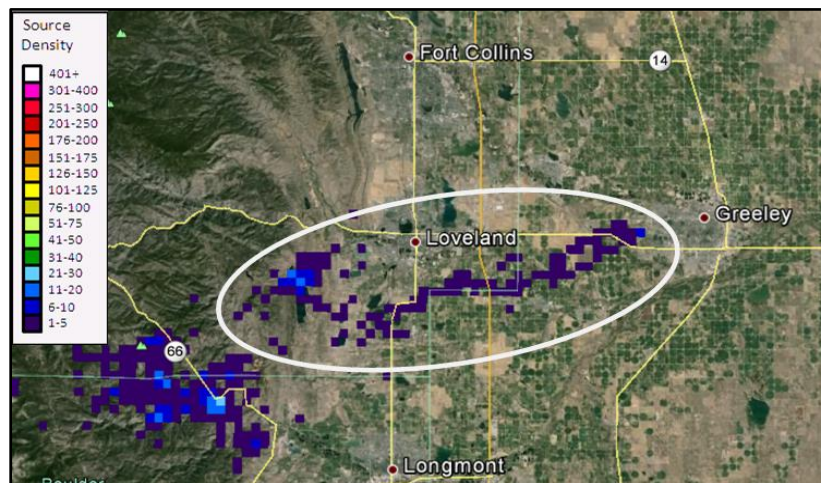 Source
Density
401+
301-400
251-300
201-250
176-200
151-175
126-150
101-125
76-100
51-75
41-50
31-40
21-30
11-20
6-10
1-5
Fort Collins
14
Greeley
Loveland
66
Longmont
Boulder